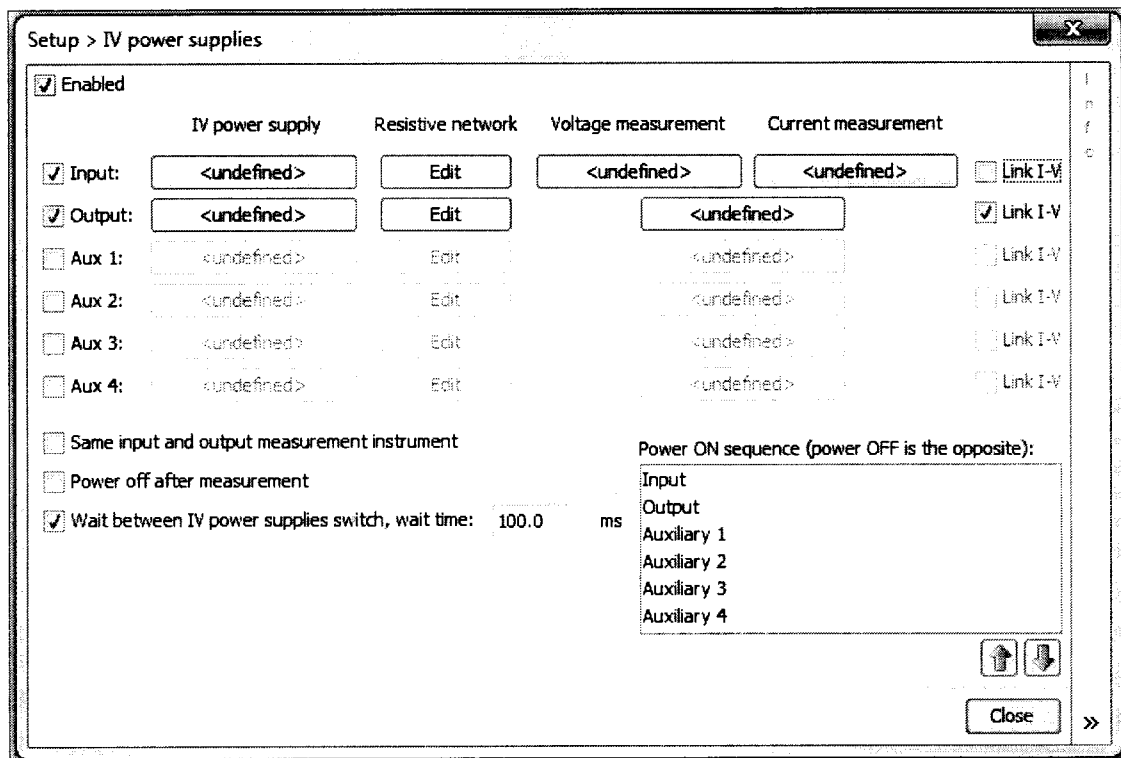 Setup > IV power supplies
Enabled
IV power supply Resistive network Voltage measurement Current measurement
Input: <undefined> Edit <undefined> <undefined> Link I-V
Output: <undefined> Edit <undefined> Link I-V
Aux 1: <undefined> Edit <undefined> Link I-V
Aux 2: <undefined> Edit <undefined> Link I-V
Aux 3: <undefined> Edit <undefined> Link I-V
Aux 4: <undefined> Edit <undefined> Link I-V
Same input and output measurement instrument
Power off after measurement
Wait between IV power supplies switch, wait time: 100.0 ms
Power ON sequence (power OFF is the opposite):
Input
Output
Auxiliary 1
Auxiliary 2
Auxiliary 3
Auxiliary 4
Close »
Info